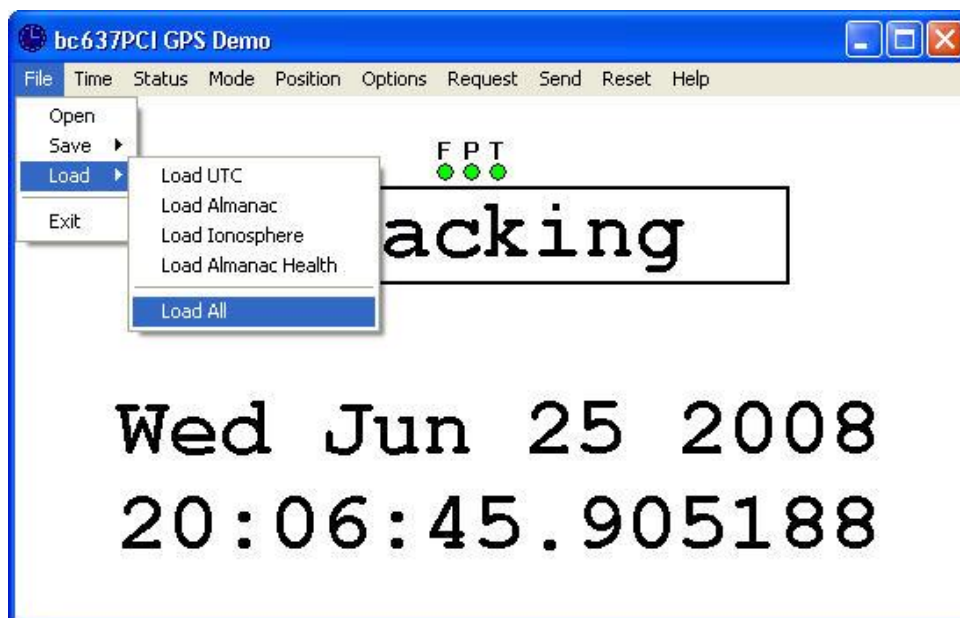 bc637PCI GPS Demo
File Time Status Mode Position Options Request Send Reset Help
Open
Save
Load
Exit
Load UTC
Load Almanac
Load Ionosphere
Load Almanac Health
Load All
F P T
acking
Wed Jun 25 2008
20:06:45.905188